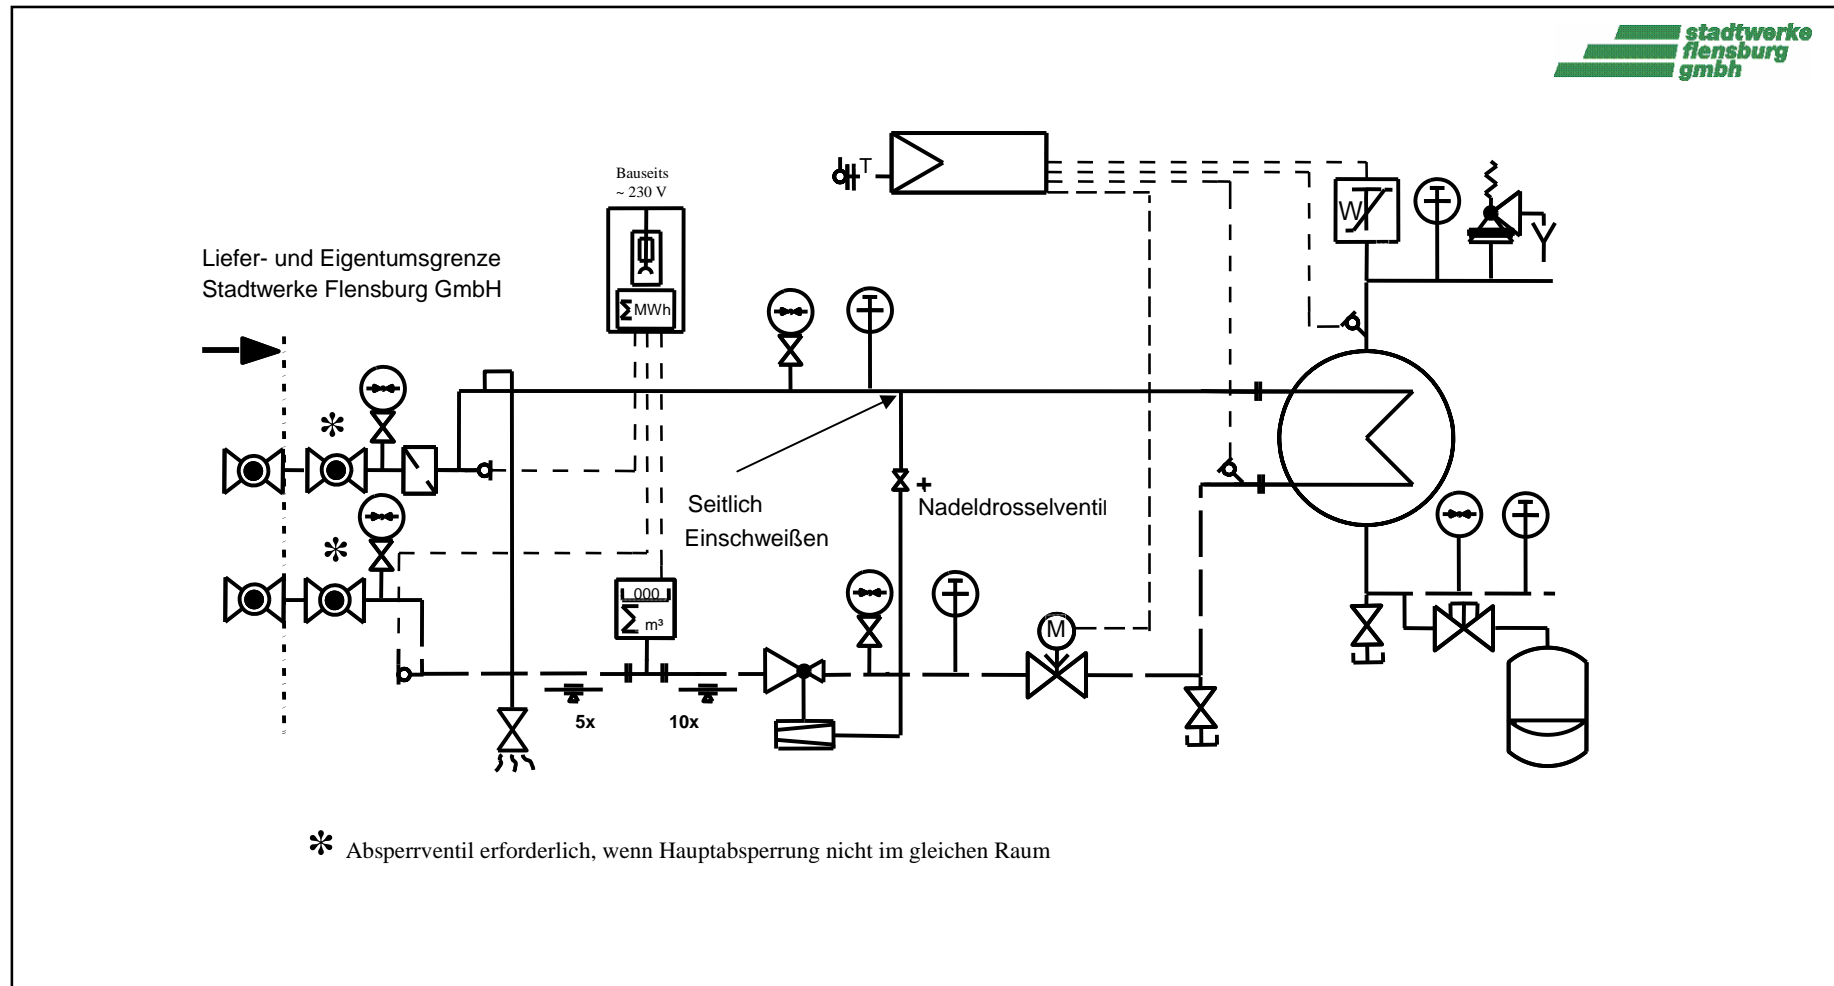 stadtwerke
flensburg
gmbh
T
Bauseits
~ 230 V
W
Liefer- und Eigentumsgrenze
Stadtwerke Flensburg GmbH
Σ MWh
*
+
Seitlich
Nadeldrosselventil
Einschweißen
*
000
Σ m³
M
5x 10x
* Absperrventil erforderlich, wenn Hauptabsperrung nicht im gleichen Raum